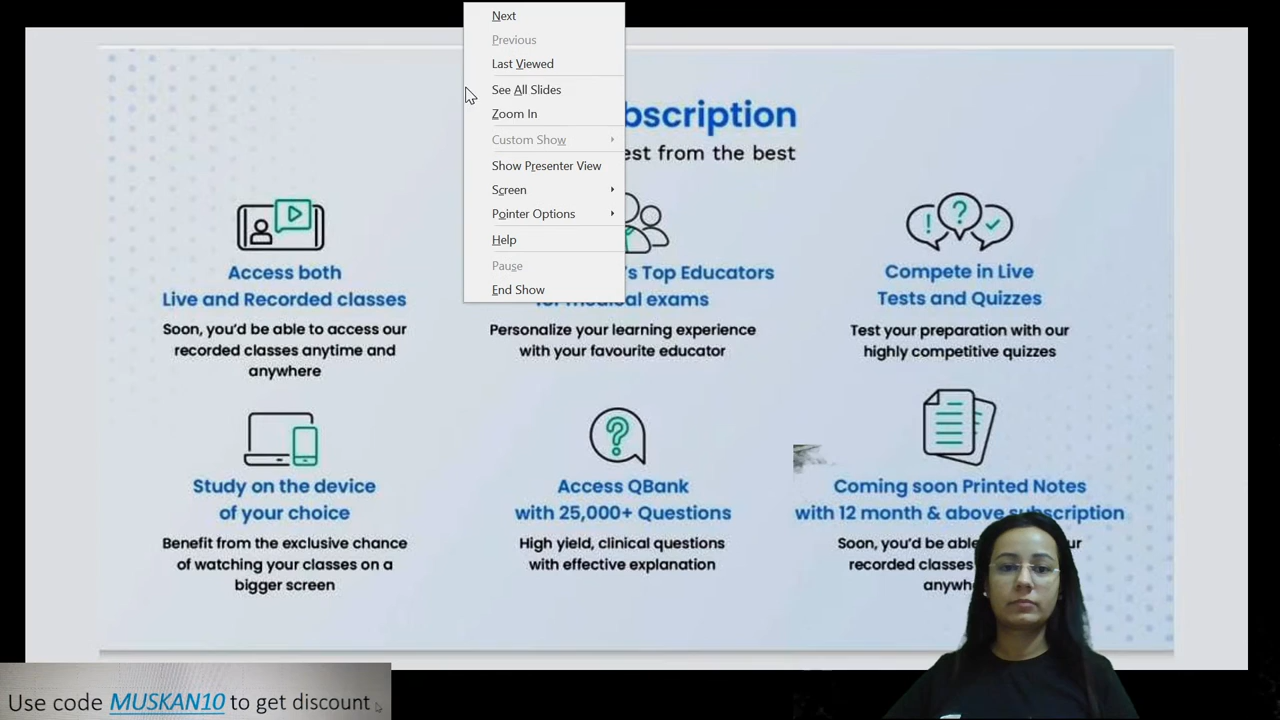 Next
Previous
Last Viewed
See All Slides
Zoom In
Custom Show
Show Presenter View
Screen
Pointer Options
Help
Pause
End Show
bscription
est from the best
Access both
Live and Recorded classes
Soon, you'd be able to access our
recorded classes anytime and
anywhere
's Top Educators
for medical exams
Personalize your learning experience
with your favourite educator
Compete in Live
Tests and Quizzes
Test your preparation with our
highly competitive quizzes
Study on the device
of your choice
Benefit from the exclusive chance
of watching your classes on a
bigger screen
Access QBank
with 25,000+ Questions
High yield, clinical questions
with effective explanation
Coming soon Printed Notes
with 12 month & above subscription
Soon, you'd be able
recorded classes
anywh
Use code MUSKAN10 to get discount